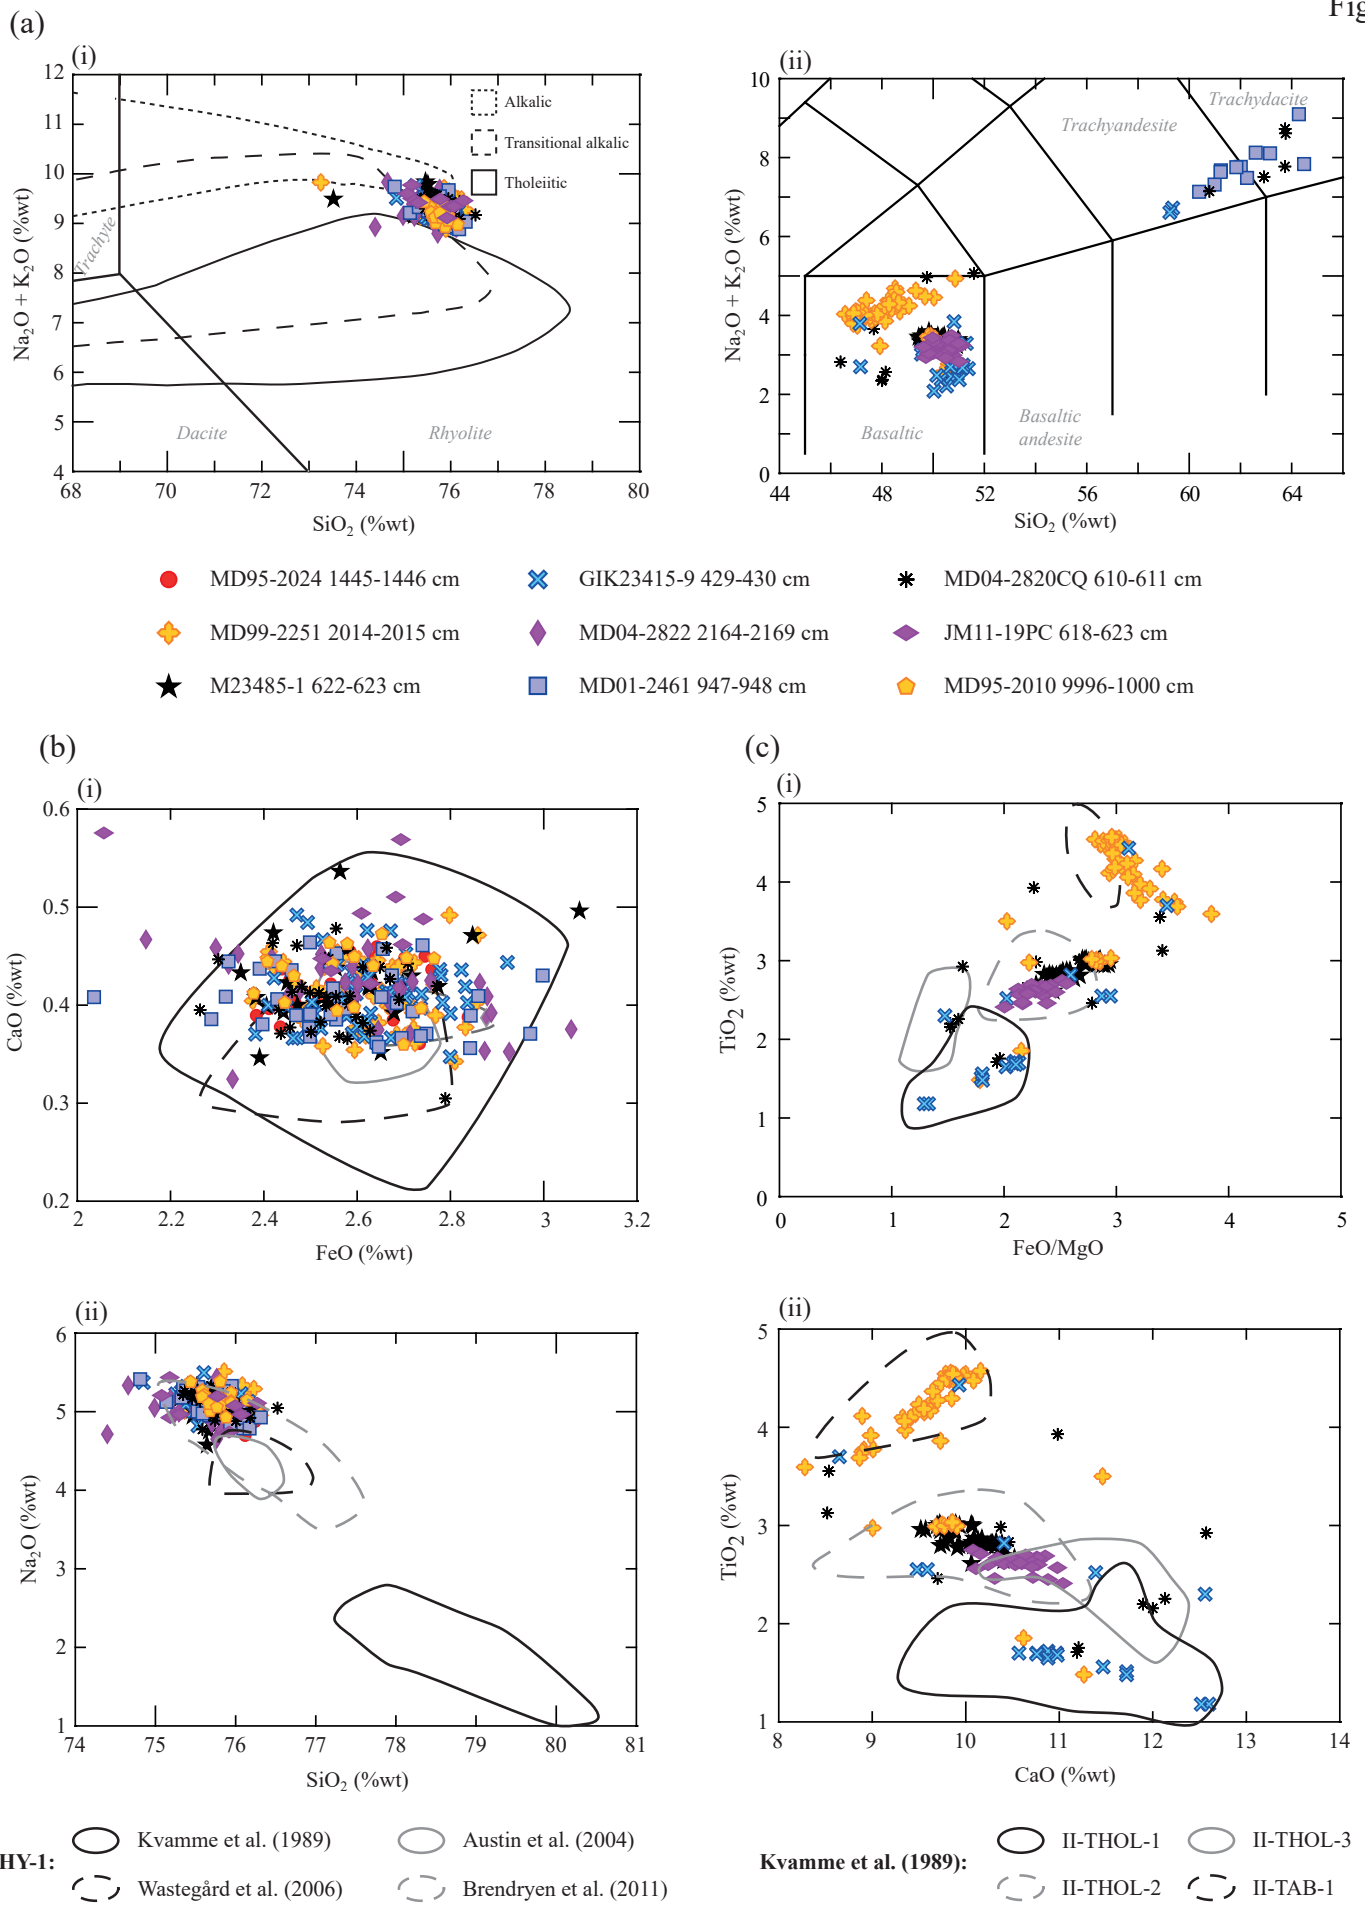 Fig
(a)
(i)
12
11
10
9
8
7
6
5
4
68
70
72
74
76
78
80
Na2O + K2O (%wt)
SiO2 (%wt)
Alkalic
Transitional alkalic
Tholeiitic
Trachyte
Dacite
Rhyolite
(ii)
10
8
6
4
2
0
44
48
52
56
60
64
Na2O + K2O (%wt)
SiO2 (%wt)
Trachydacite
Trachyandesite
Basaltic
Basaltic
andesite
MD95-2024 1445-1446 cm
GIK23415-9 429-430 cm
MD04-2820CQ 610-611 cm
MD99-2251 2014-2015 cm
MD04-2822 2164-2169 cm
JM11-19PC 618-623 cm
M23485-1 622-623 cm
MD01-2461 947-948 cm
MD95-2010 9996-1000 cm
(b)
(i)
0.6
0.5
0.4
0.3
0.2
2
2.2
2.4
2.6
2.8
3
3.2
CaO (%wt)
FeO (%wt)
(c)
(i)
5
4
3
2
1
0
0
1
2
3
4
5
TiO2 (%wt)
FeO/MgO
(ii)
6
5
4
3
2
1
74
75
76
77
78
79
80
81
Na2O (%wt)
SiO2 (%wt)
(ii)
5
4
3
2
1
8
9
10
11
12
13
14
TiO2 (%wt)
CaO (%wt)
HY-1:
Kvamme et al. (1989)
Austin et al. (2004)
Wastegård et al. (2006)
Brendryen et al. (2011)
Kvamme et al. (1989):
II-THOL-1
II-THOL-3
II-THOL-2
II-TAB-1